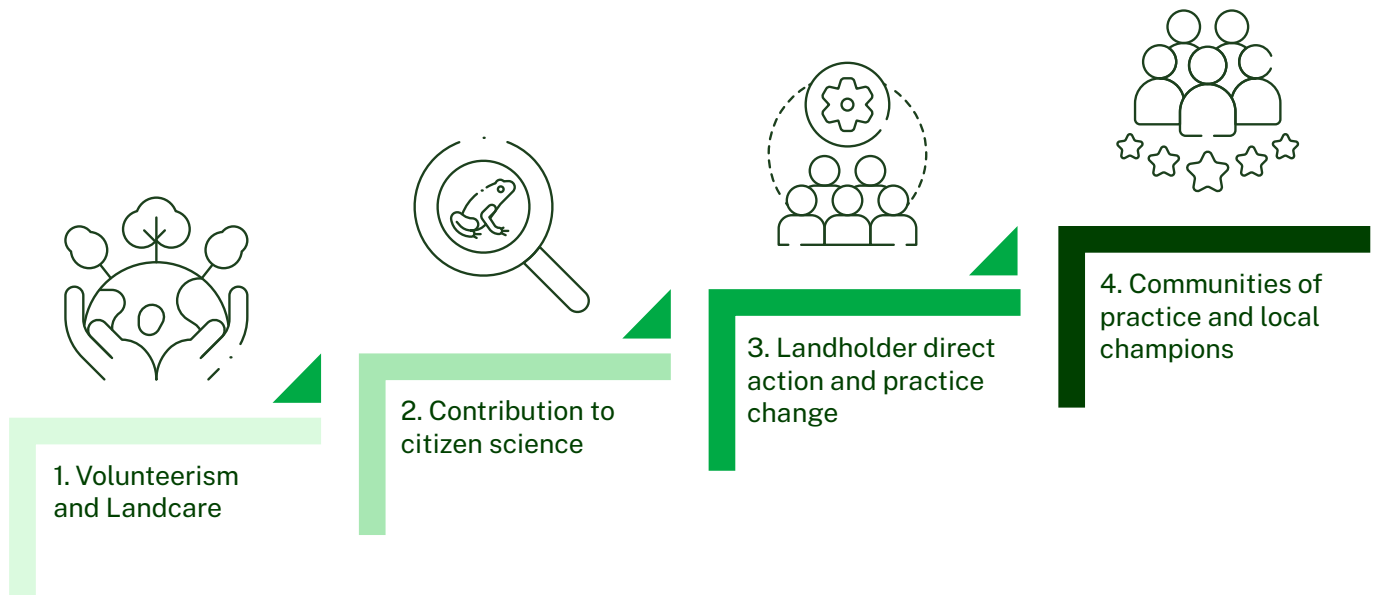 1. Volunteerism
and Landcare
2. Contribution to
citizen science
3. Landholder direct
action and practice
change
4. Communities of
practice and local
champions